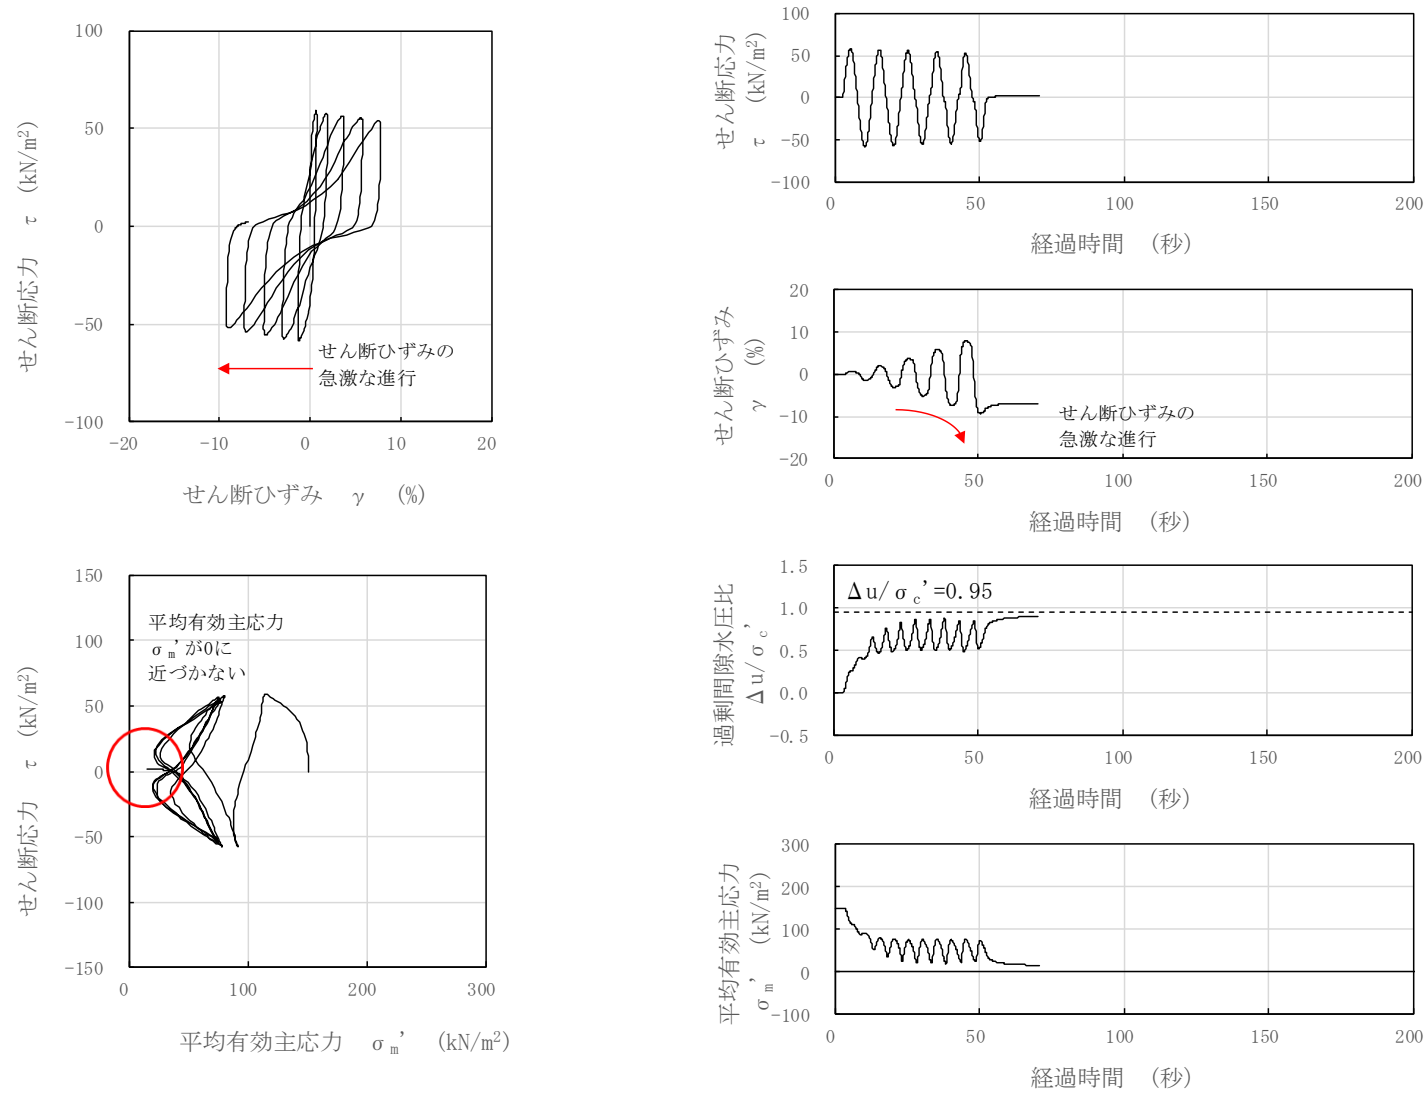 100
50
0
-50
-100
-20
-10
0
10
20
せん断応力 τ (kN/m²)
せん断ひずみ γ (%)
せん断ひずみの
急激な進行
150
100
50
0
-50
-100
-150
0
100
200
300
せん断応力 τ (kN/m²)
平均有効主応力 σm’ (kN/m²)
平均有効主応力
σm’が0に
近づかない
100
50
0
-50
-100
0
50
100
150
200
せん断応力
τ (kN/m²)
経過時間 (秒)
20
10
0
-10
-20
0
50
100
150
200
せん断ひずみ
γ (%)
経過時間 (秒)
せん断ひずみの
急激な進行
1.5
1.0
0.5
0.0
-0.5
0
50
100
150
200
過剰間隙水圧比
Δu/σc’
経過時間 (秒)
Δu/σc’=0.95
300
200
100
0
-100
0
50
100
150
200
平均有効主応力
σm’ (kN/m²)
経過時間 (秒)